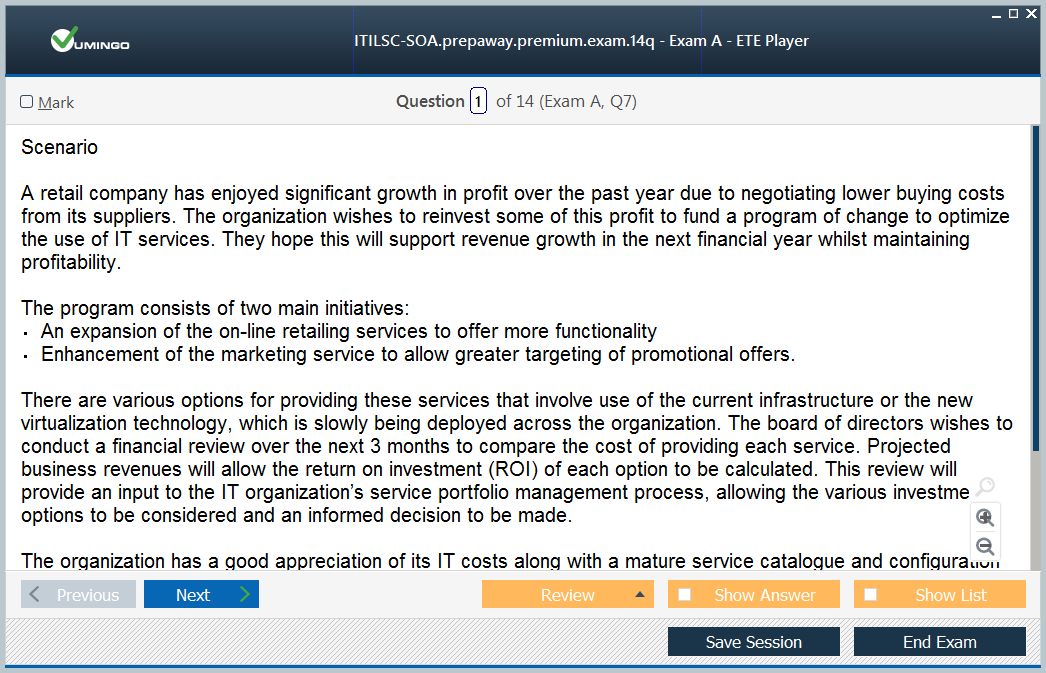 VUMINGO
ITILSC-SOA.prepaway.premium.exam.14q - Exam A - ETE Player
Mark
Question 1 of 14 (Exam A, Q7)
Scenario
A retail company has enjoyed significant growth in profit over the past year due to negotiating lower buying costs
from its suppliers. The organization wishes to reinvest some of this profit to fund a program of change to optimize
the use of IT services. They hope this will support revenue growth in the next financial year whilst maintaining
profitability.
The program consists of two main initiatives:
· An expansion of the on-line retailing services to offer more functionality
· Enhancement of the marketing service to allow greater targeting of promotional offers.
There are various options for providing these services that involve use of the current infrastructure or the new
virtualization technology, which is slowly being deployed across the organization. The board of directors wishes to
conduct a financial review over the next 3 months to compare the cost of providing each service. Projected
business revenues will allow the return on investment (ROI) of each option to be calculated. This review will
provide an input to the IT organization's service portfolio management process, allowing the various investme
options to be considered and an informed decision to be made.
The organization has a good appreciation of its IT costs along with a mature service catalogue and configuration
Previous
Next
Review
Show Answer
Show List
Save Session
End Exam